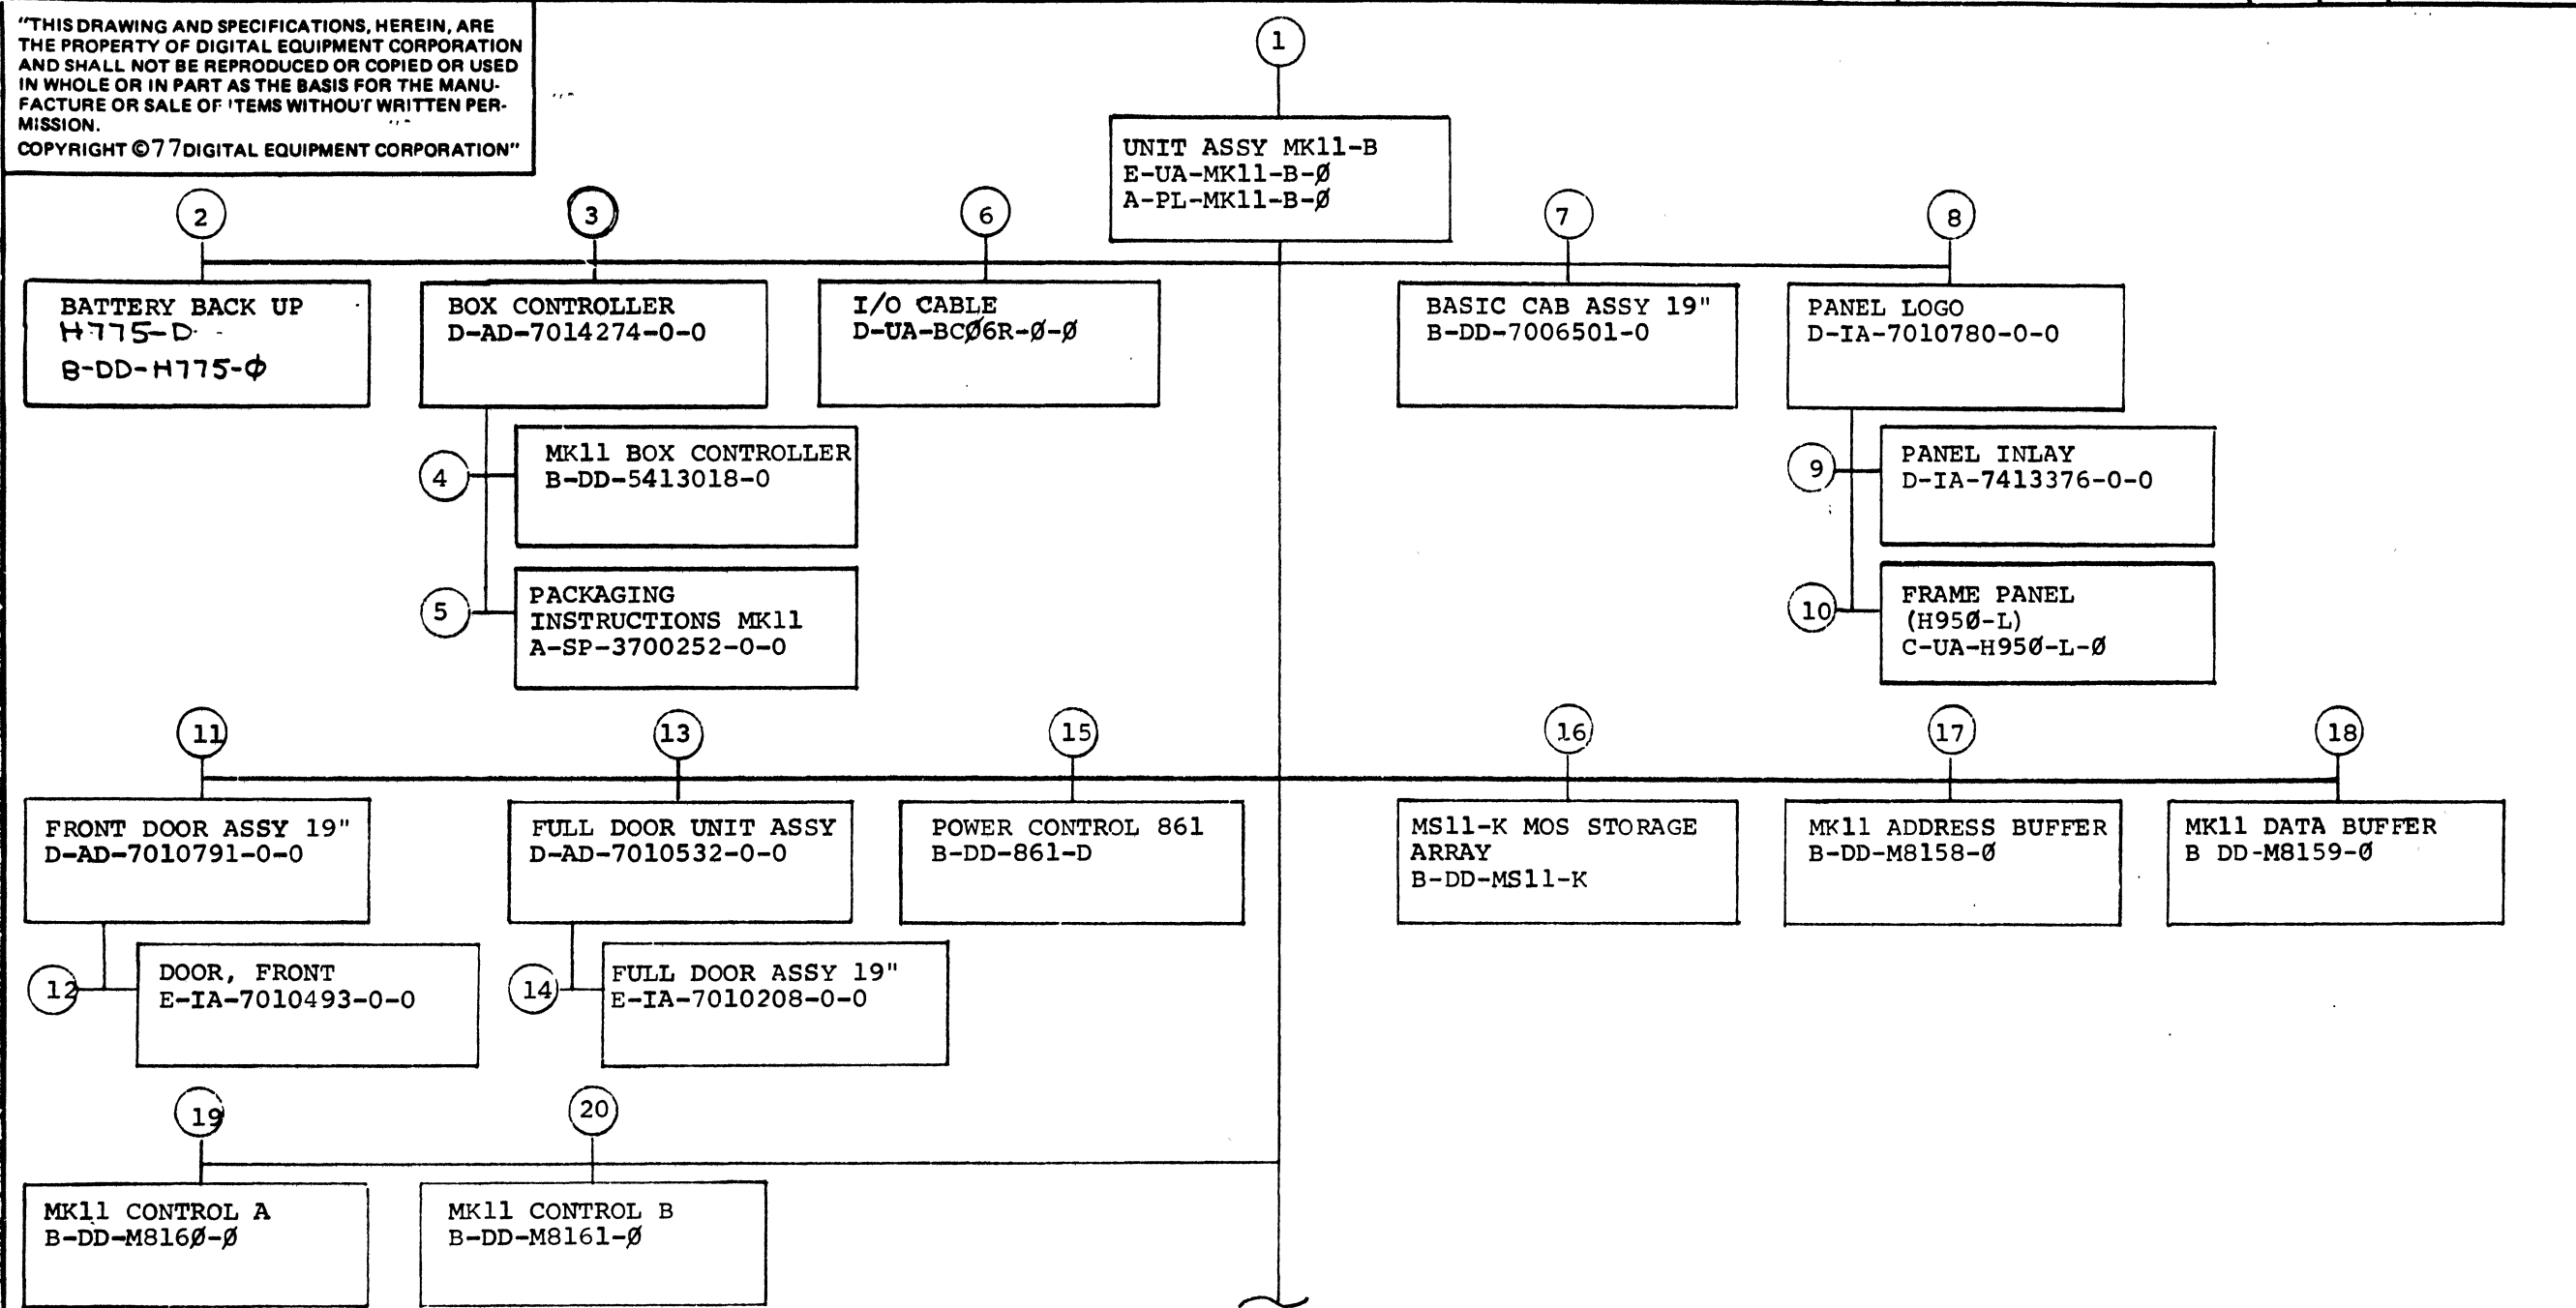 "THIS DRAWING AND SPECIFICATIONS, HEREIN, ARE
THE PROPERTY OF DIGITAL EQUIPMENT CORPORATION
AND SHALL NOT BE REPRODUCED OR COPIED OR USED
IN WHOLE OR IN PART AS THE BASIS FOR THE MANU-
FACTURE OR SALE OF ITEMS WITHOUT WRITTEN PER-
MISSION.
COPYRIGHT ©77 DIGITAL EQUIPMENT CORPORATION"
1
UNIT ASSY MK11-B
E-UA-MK11-B-Ø
A-PL-MK11-B-Ø
2
BATTERY BACK UP
H775-D
B-DD-H775-Ø
3
BOX CONTROLLER
D-AD-7014274-0-0
4
MK11 BOX CONTROLLER
B-DD-5413018-0
5
PACKAGING
INSTRUCTIONS MK11
A-SP-3700252-0-0
6
I/O CABLE
D-UA-BCØ6R-Ø-Ø
7
BASIC CAB ASSY 19"
B-DD-7006501-0
8
PANEL LOGO
D-IA-7010780-0-0
9
PANEL INLAY
D-IA-7413376-0-0
10
FRAME PANEL
(H95Ø-L)
C-UA-H95Ø-L-Ø
11
FRONT DOOR ASSY 19"
D-AD-7010791-0-0
12
DOOR, FRONT
E-IA-7010493-0-0
13
FULL DOOR UNIT ASSY
D-AD-7010532-0-0
14
FULL DOOR ASSY 19"
E-IA-7010208-0-0
15
POWER CONTROL 861
B-DD-861-D
16
MS11-K MOS STORAGE
ARRAY
B-DD-MS11-K
17
MK11 ADDRESS BUFFER
B-DD-M8158-Ø
18
MK11 DATA BUFFER
B DD-M8159-Ø
19
MK11 CONTROL A
B-DD-M816Ø-Ø
20
MK11 CONTROL B
B-DD-M8161-Ø